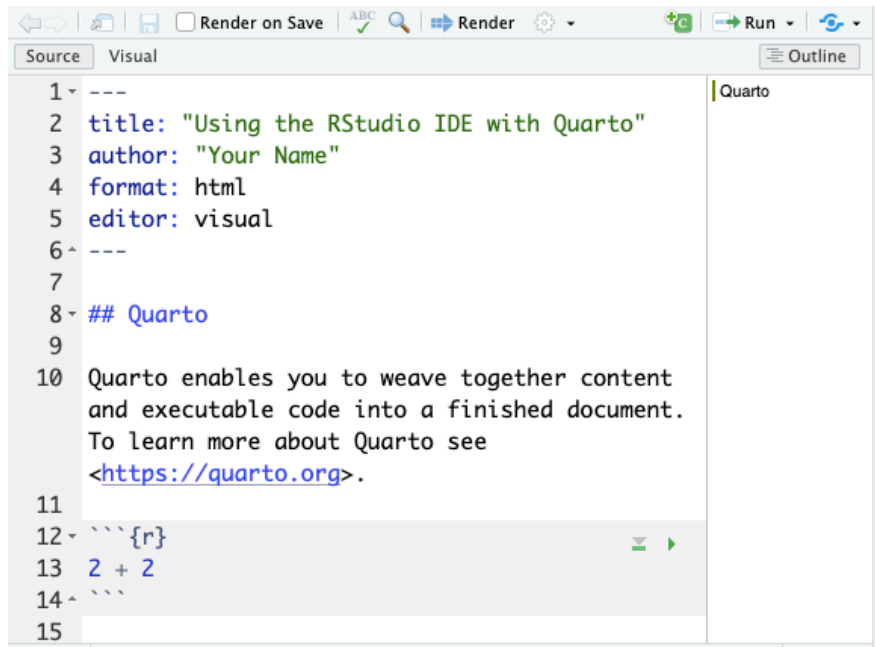 Render on Save ABC Render C Run
Source Visual Outline
1 ---
2 title: "Using the RStudio IDE with Quarto"
3 author: "Your Name"
4 format: html
5 editor: visual
6 ---
7
8 ## Quarto
9
10 Quarto enables you to weave together content
and executable code into a finished document.
To learn more about Quarto see
<https://quarto.org>.
11
12 ```{r}
13 2 + 2
14 ```
15
Quarto